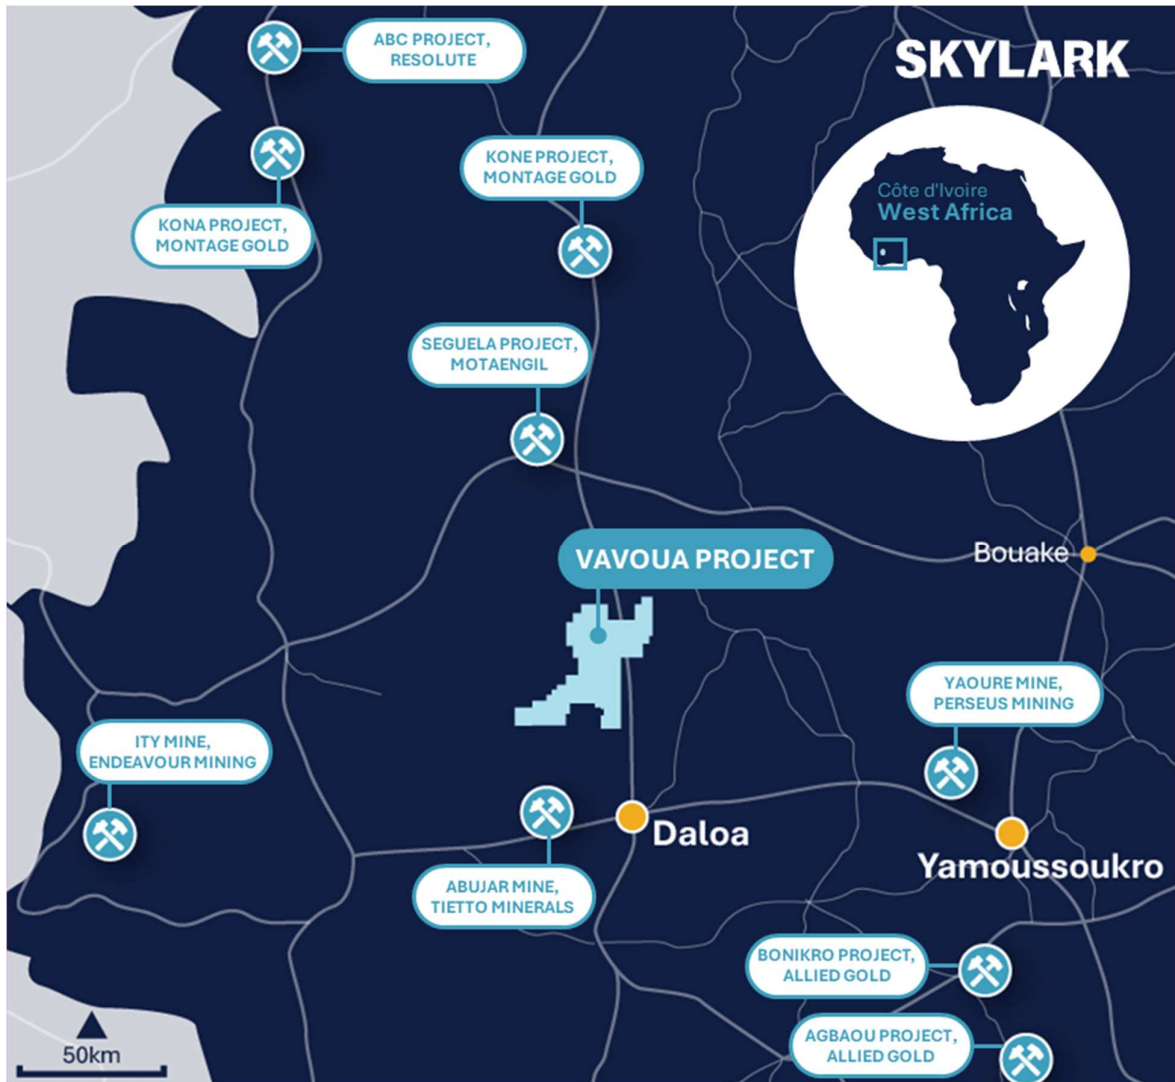 ABC PROJECT,
RESOLUTE
SKYLARK
KONE PROJECT,
MONTAGE GOLD
Côte d'Ivoire
West Africa
KONA PROJECT,
MONTAGE GOLD
SEGUELA PROJECT,
MOTAENGIL
VAVOUA PROJECT
Bouake
YAOURE MINE,
PERSEUS MINING
ITY MINE,
ENDEAVOUR MINING
Daloa
Yamoussoukro
ABUJAR MINE,
TIETTO MINERALS
BONIKRO PROJECT,
ALLIED GOLD
AGBAOU PROJECT,
ALLIED GOLD
50km